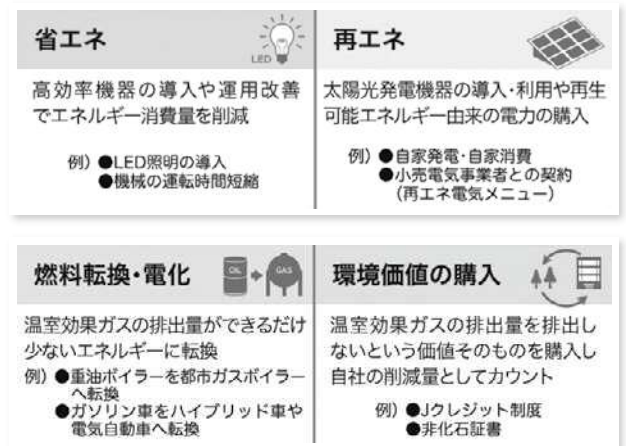 省エネ
LED
高効率機器の導入や運用改善
でエネルギー消費量を削減
例）●LED照明の導入
●機械の運転時間短縮
再エネ
太陽光発電機器の導入・利用や再生
可能エネルギー由来の電力の購入
例）●自家発電・自家消費
●小売電気事業者との契約
（再エネ電気メニュー）
燃料転換・電化
OIL
GAS
温室効果ガスの排出量ができるだけ
少ないエネルギーに転換
例）●重油ボイラーを都市ガスボイラー
へ転換
●ガソリン車をハイブリッド車や
電気自動車へ転換
環境価値の購入
温室効果ガスの排出量を排出し
ないという価値そのものを購入し
自社の削減量としてカウント
例）●Jクレジット制度
●非化石証書